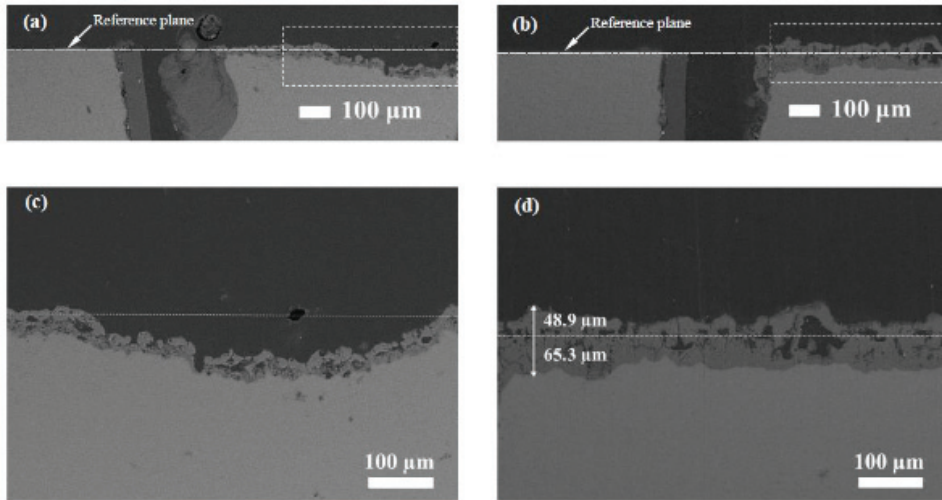 (a)
Reference plane
100 µm
(b)
Reference plane
100 µm
(c)
100 µm
(d)
48.9 µm
65.3 µm
100 µm